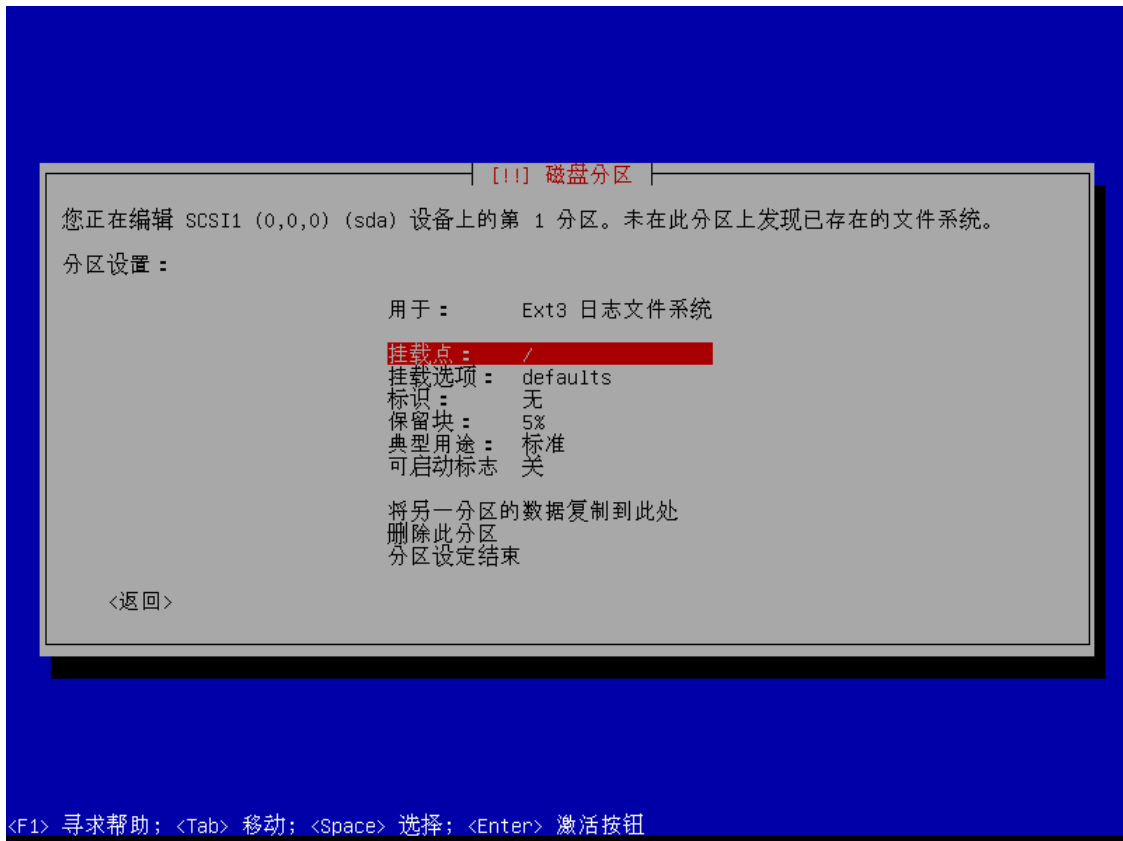 [!!] 磁盘分区
您正在编辑 SCSI1 (0,0,0) (sda) 设备上的第 1 分区。未在此分区上发现已存在的文件系统。
分区设置：
用于： Ext3 日志文件系统
挂载点： /
挂载选项： defaults
标识： 无
保留块： 5%
典型用途： 标准
可启动标志 关
将另一分区的数据复制到此处
删除此分区
分区设定结束
<返回>
<F1> 寻求帮助; <Tab> 移动; <Space> 选择; <Enter> 激活按钮